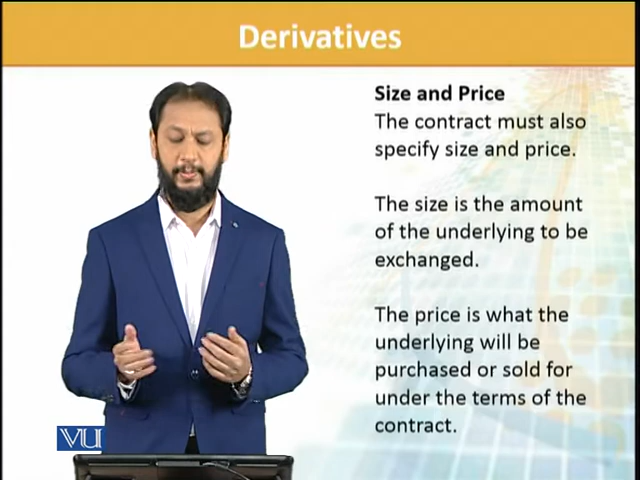 Derivatives
Size and Price
The contract must also
specify size and price.
The size is the amount
of the underlying to be
exchanged.
The price is what the
underlying will be
purchased or sold for
under the terms of the
contract.
VU